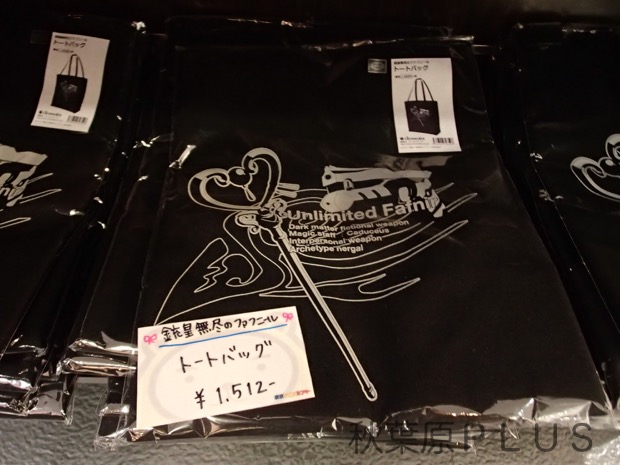 トートバッグ
トートバッグ
Unlimited Fafnir
Dark matter fictional weapon
Magic staff : Caduceus
Interpersonal weapon
Archetype nergal
銃皇無尽のファフニール
トートバッグ
¥1,512-
秋葉原PLUS